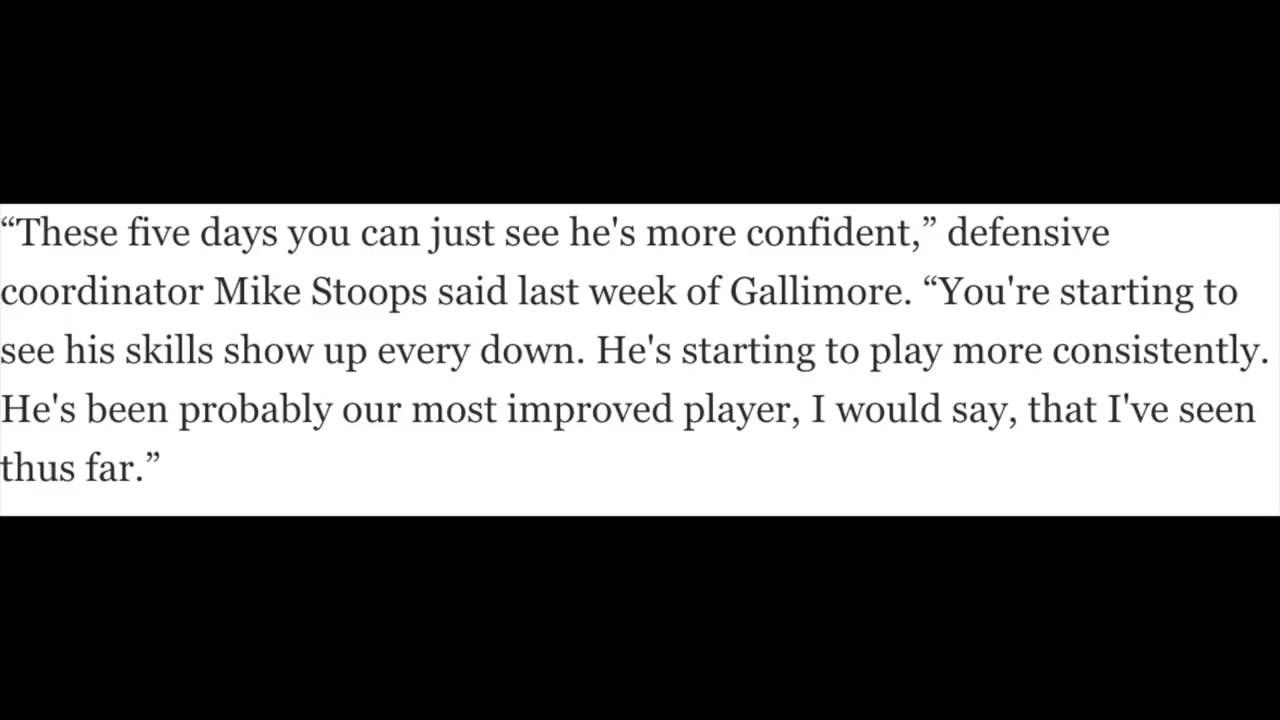 “These five days you can just see he's more confident,” defensive
coordinator Mike Stoops said last week of Gallimore. “You're starting to
see his skills show up every down. He's starting to play more consistently.
He's been probably our most improved player, I would say, that I've seen
thus far.”